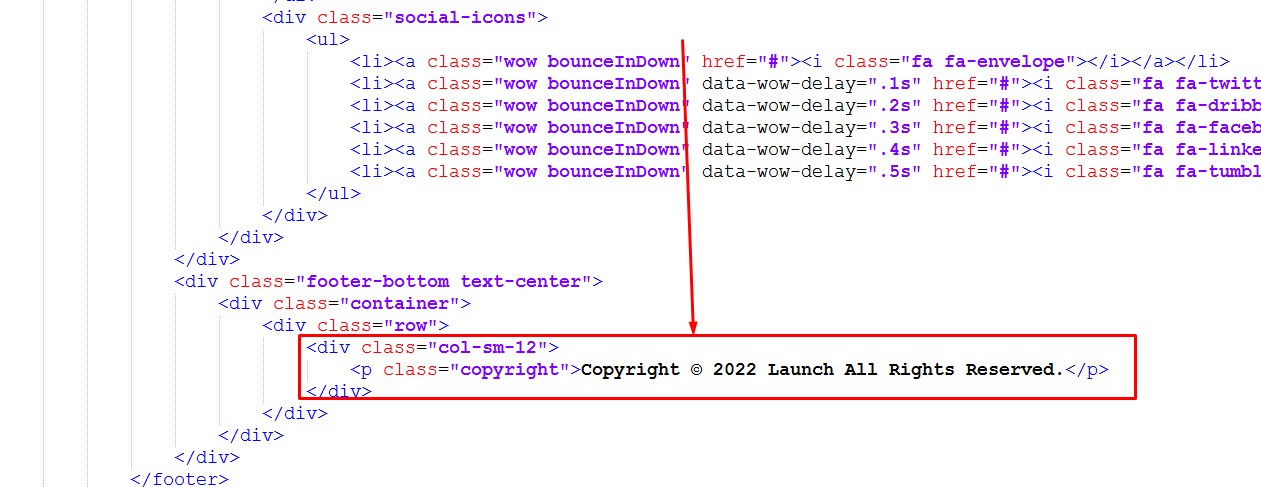 </div>
<div class="social-icons">
<ul>
<li><a class="wow bounceInDown" href="#"><i class="fa fa-envelope"></i></a></li>
<li><a class="wow bounceInDown" data-wow-delay=".1s" href="#"><i class="fa fa-twitt
<li><a class="wow bounceInDown" data-wow-delay=".2s" href="#"><i class="fa fa-dribb
<li><a class="wow bounceInDown" data-wow-delay=".3s" href="#"><i class="fa fa-faceb
<li><a class="wow bounceInDown" data-wow-delay=".4s" href="#"><i class="fa fa-linke
<li><a class="wow bounceInDown" data-wow-delay=".5s" href="#"><i class="fa fa-tumbl
</ul>
</div>
</div>
</div>
<div class="footer-bottom text-center">
<div class="container">
<div class="row">
<div class="col-sm-12">
<p class="copyright">Copyright © 2022 Launch All Rights Reserved.</p>
</div>
</div>
</div>
</div>
</footer>